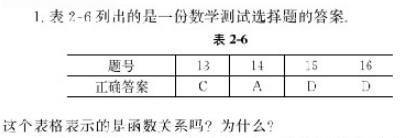 1. 表 2-6 列出的是一份数学测试选择题的答案.
表 2-6
题号 13 14 15 16
正确答案 C A D D
这个表格表示的是函数关系吗? 为什么?